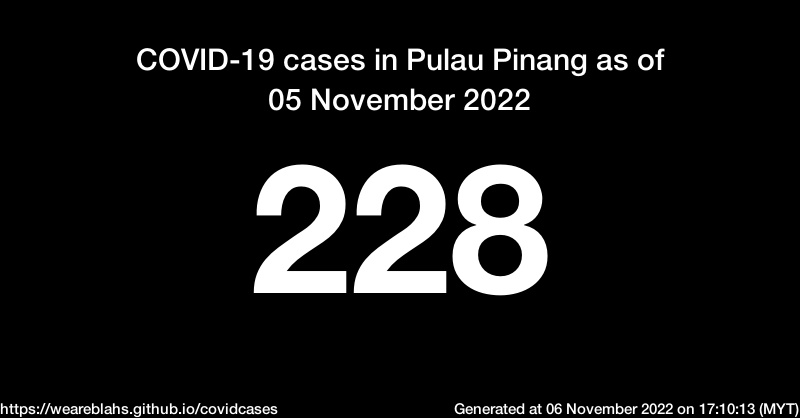 COVID-19 cases in Pulau Pinang as of
05 November 2022
228
https://weareblahs.github.io/covidcases
Generated at 06 November 2022 on 17:10:13 (MYT)